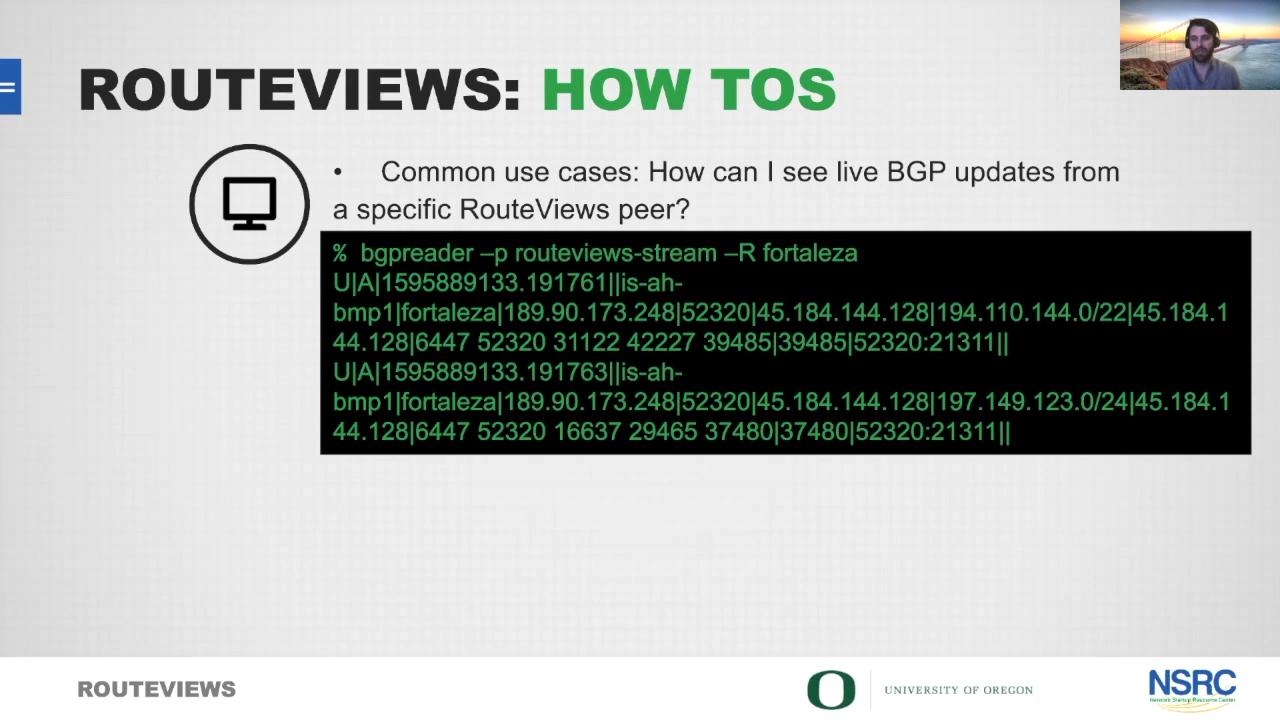 ROUTEVIEWS: HOW TOS
• Common use cases: How can I see live BGP updates from
a specific RouteViews peer?
% bgpreader –p routeviews-stream –R fortaleza
U|A|1595889133.191761||is-ah-
bmp1|fortaleza|189.90.173.248|52320|45.184.144.128|194.110.144.0/22|45.184.1
44.128|6447 52320 31122 42227 39485|39485|52320:21311||
U|A|1595889133.191763||is-ah-
bmp1|fortaleza|189.90.173.248|52320|45.184.144.128|197.149.123.0/24|45.184.1
44.128|6447 52320 16637 29465 37480|37480|52320:21311||
ROUTEVIEWS
O
UNIVERSITY OF OREGON
NSRC
Network Startup Resource Center